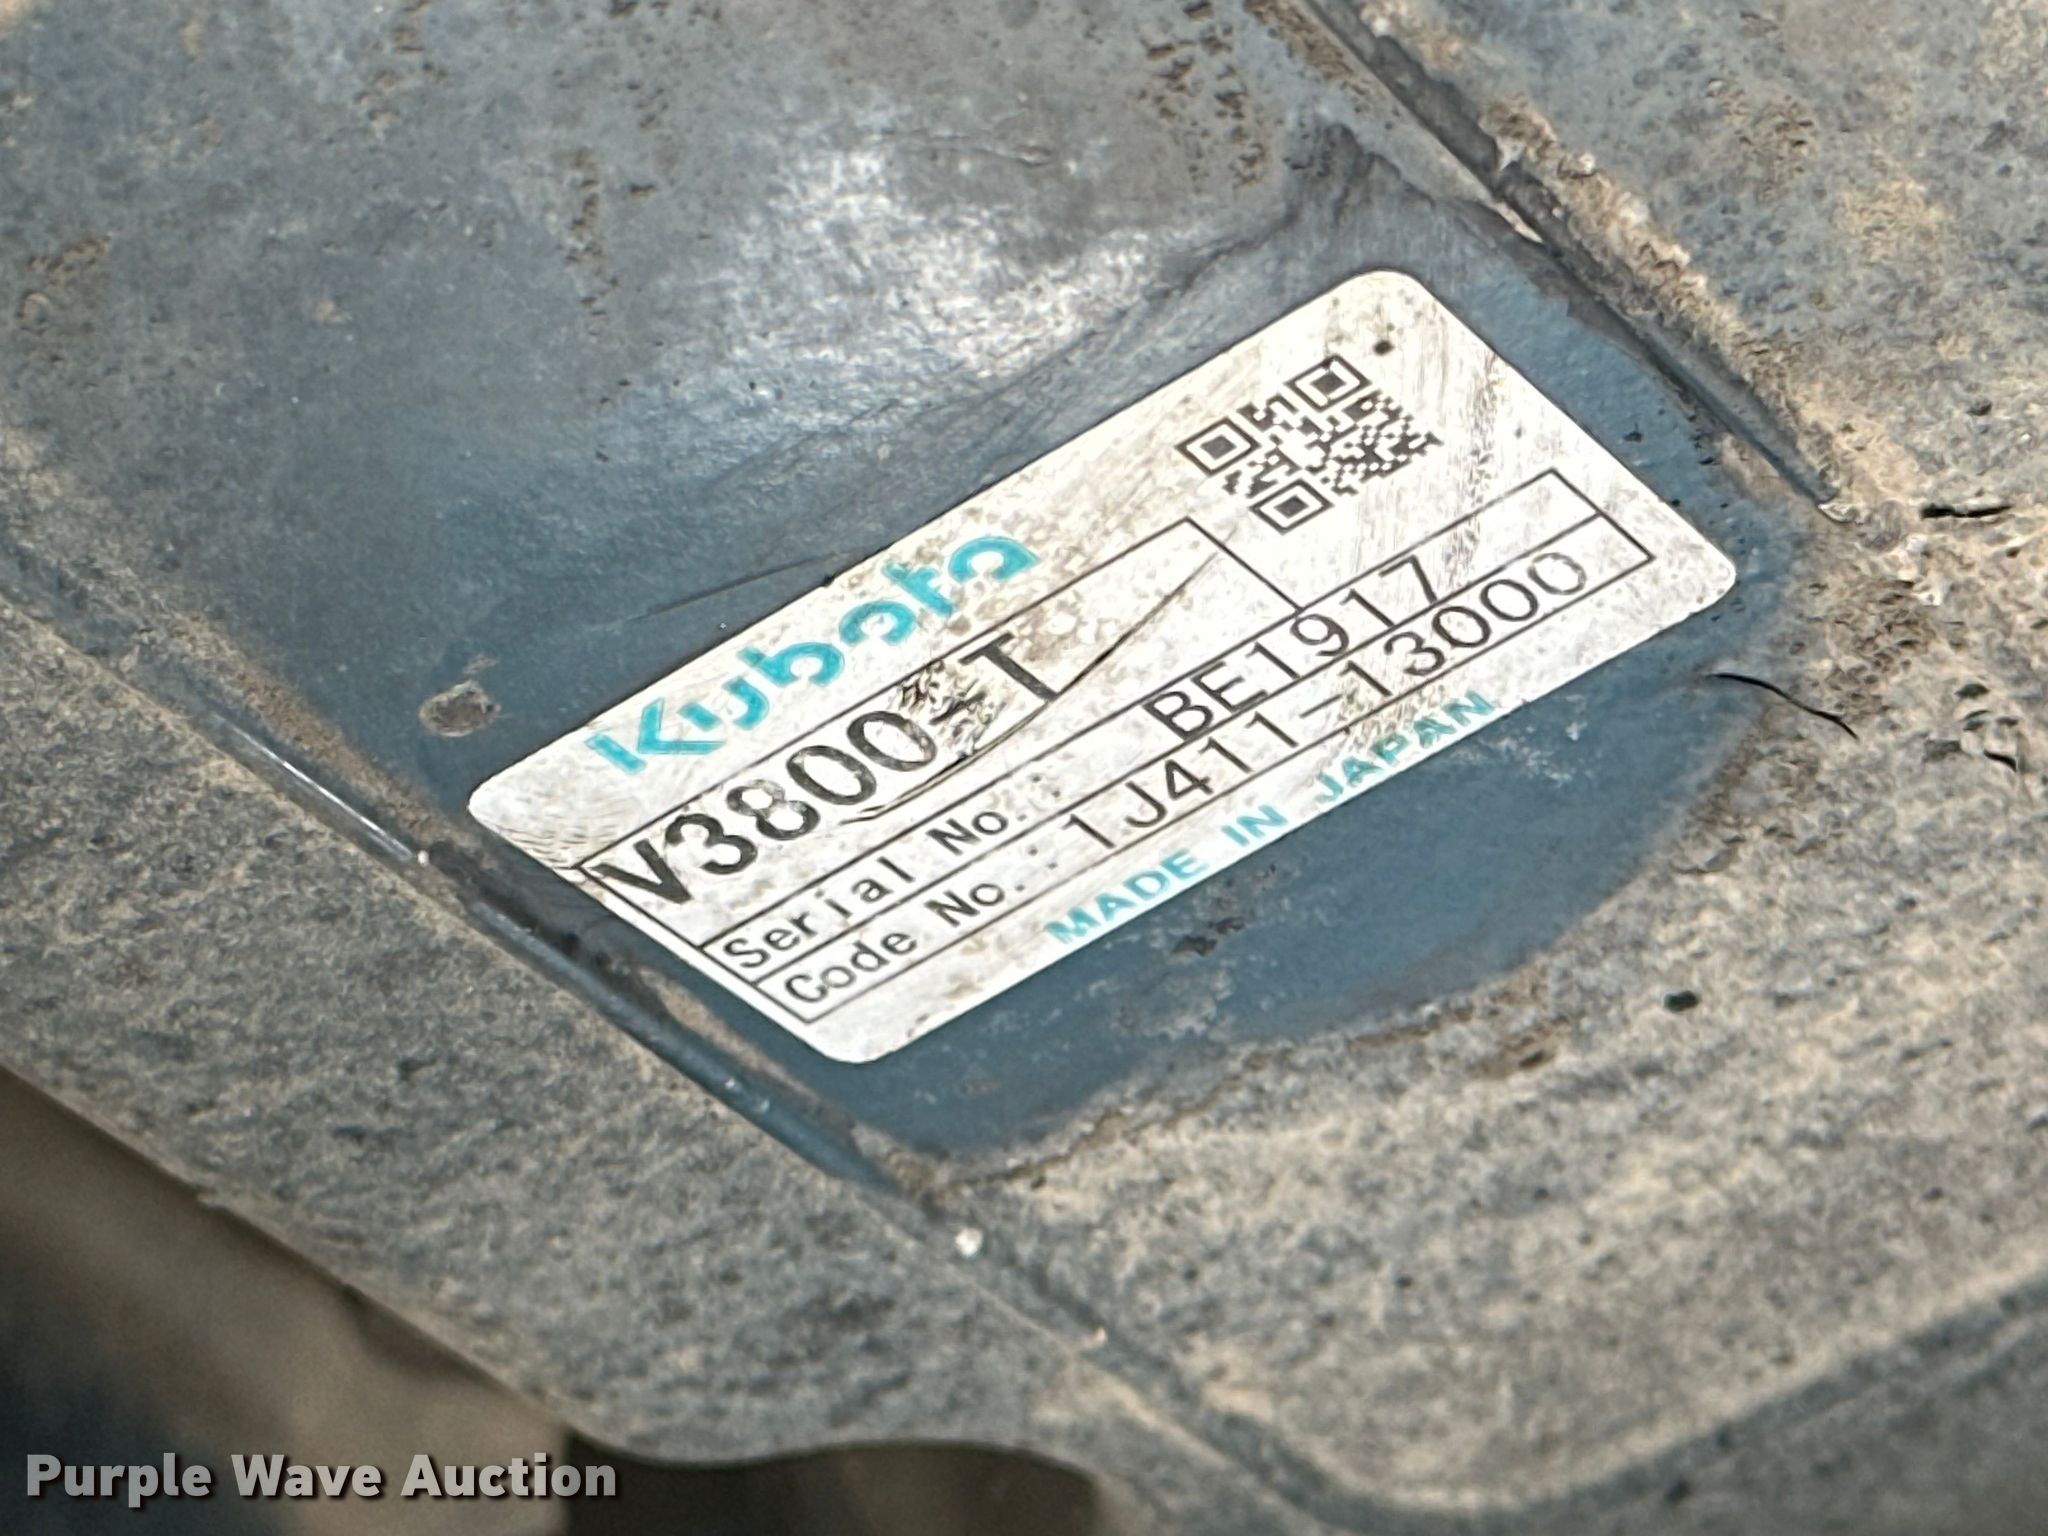 Kubota
V3800-T
Serial No.: BE1917
Code No.: 1J411-13000
MADE IN JAPAN
Purple Wave Auction